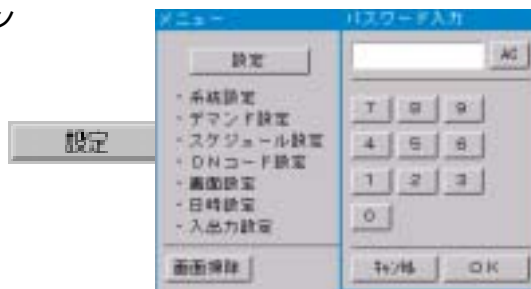 ン
設定
メニュー
設定
・系統設定
・デマンド設定
・スケジュール設定
・DNコード設定
・画面設定
・日時設定
・入出力設定
画面掃除
パスワード入力
AC
7 8 9
4 5 6
1 2 3
0
キャンセル OK